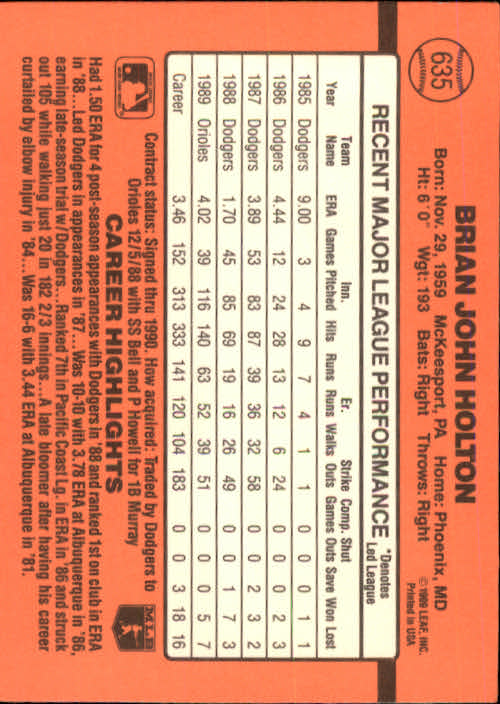 635
BRIAN JOHN HOLTON
Born: Nov. 29, 1959 McKeesport, PA Home: Phoenix, MD
Ht: 6'0" Wgt: 193 Bats: Right Throws: Right
©1989 LEAF, INC.
Printed in USA
RECENT MAJOR LEAGUE PERFORMANCE *Denotes
Led League
Team Inn. Er. Strike Comp. Shut
Year Name ERA Games Pitched Hits Runs Runs Walks Outs Games Outs Save Won Lost
1985 Dodgers 9.00 3 4 9 7 4 1 1 0 0 0 1 1
1986 Dodgers 4.44 12 24 28 13 12 6 24 0 0 0 2 3
1987 Dodgers 3.89 53 83 87 39 36 32 58 0 0 2 3 2
1988 Dodgers 1.70 45 85 69 19 16 26 49 0 0 1 7 3
1989 Orioles 4.02 39 116 140 63 52 39 51 0 0 0 5 7
Career 3.46 152 313 333 141 120 104 183 0 0 3 18 16
Contract status: Signed thru 1990. How acquired: Traded by Dodgers to
Orioles 12/5/88 with SS Bell and P Howell for 1B Murray
MLB
CAREER HIGHLIGHTS
Had 1.50 ERA for 4 post-season appearances with Dodgers in '88 and ranked 1st on club in ERA
in '88...Led Dodgers in appearances in '87...Was 10-10 with 3.78 ERA at Albuquerque in '86,
earning late-season trial w/Dodgers...Ranked 7th in Pacific Coast Lg. in ERA in '86 and struck
out 105 while walking just 20 in 182 2/3 innings...A late bloomer after having his career
curtailed by elbow injury in '84...Was 16-6 with 3.44 ERA at Albuquerque in '81.